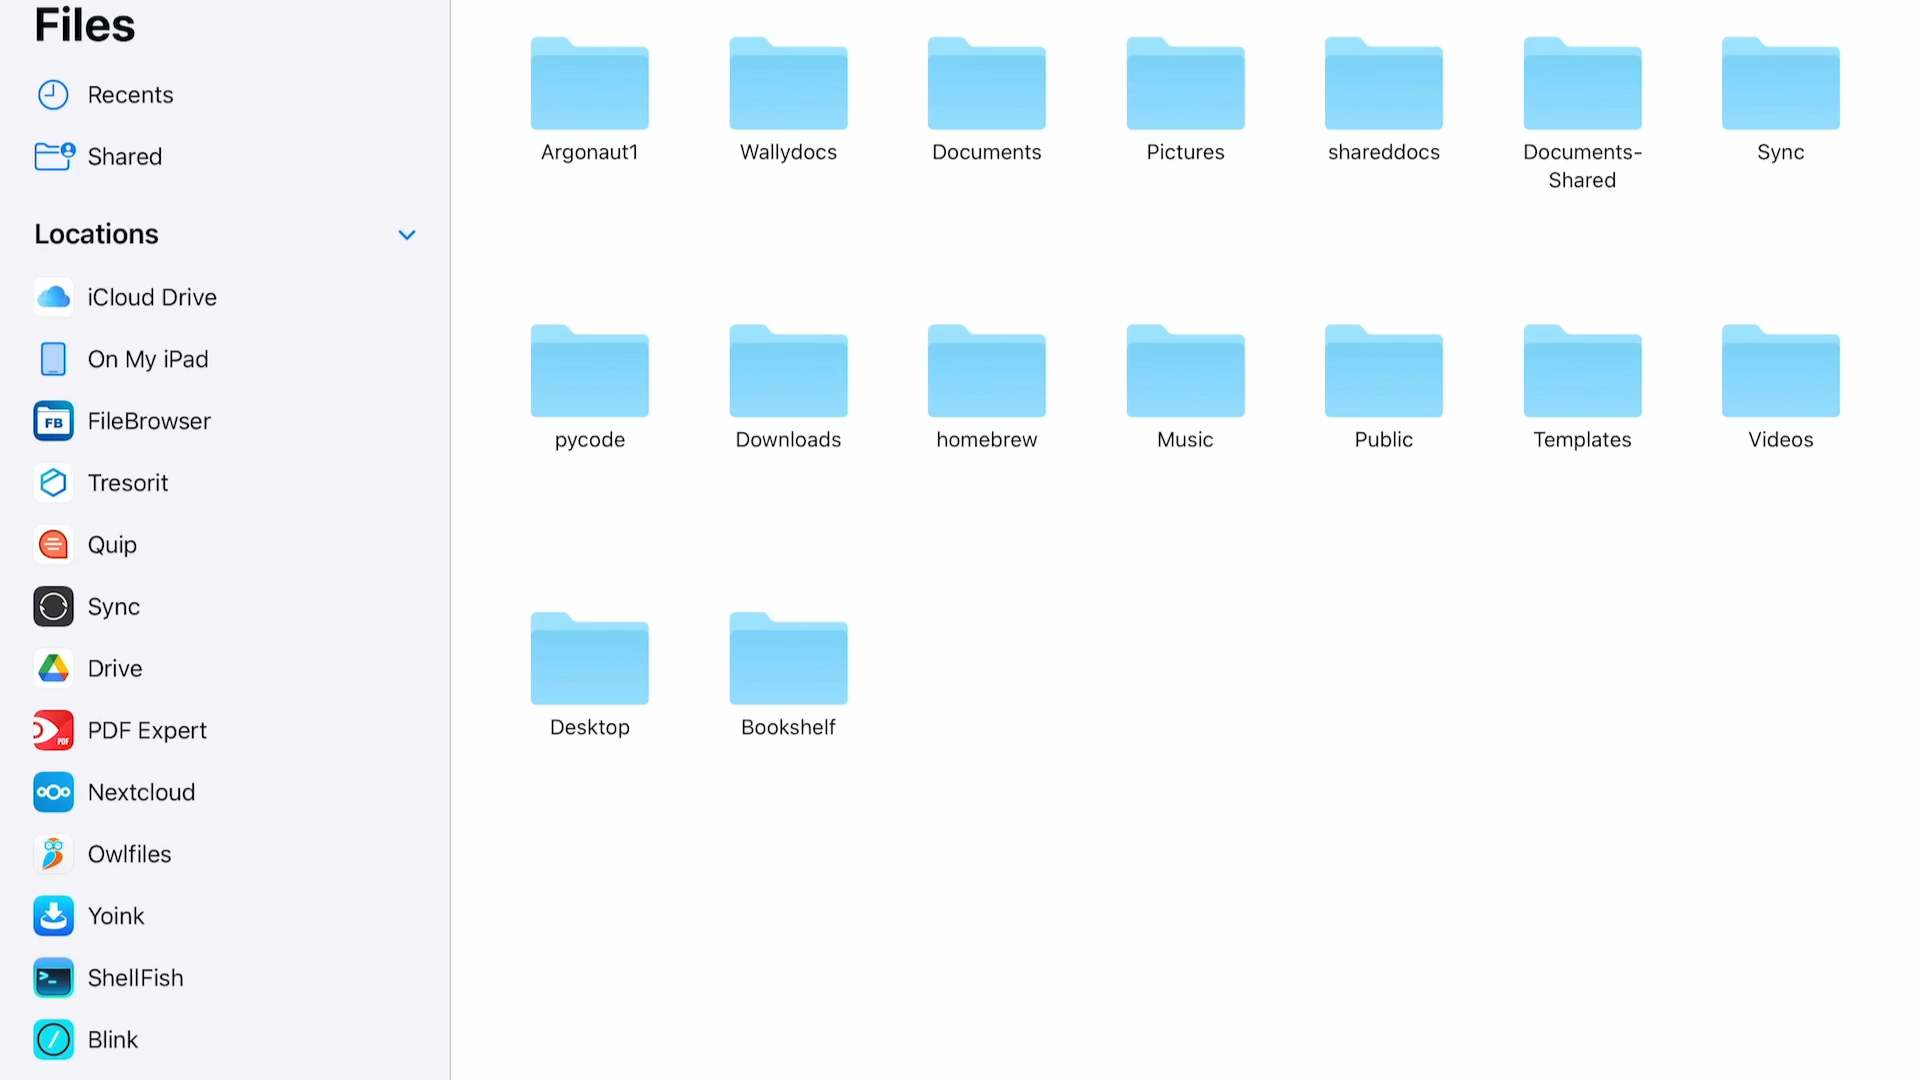 Files
Recents
Shared
Locations
iCloud Drive
On My iPad
FB FileBrowser
Tresorit
Quip
Sync
Drive
PDF PDF Expert
Nextcloud
Owlfiles
Yoink
>_ ShellFish
Blink
Argonaut1 Wallydocs Documents Pictures shareddocs Documents- Sync
Shared
pycode Downloads homebrew Music Public Templates Videos
Desktop Bookshelf